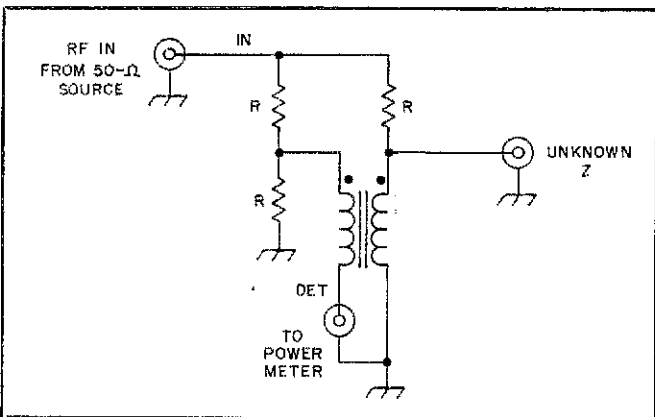 RF IN
FROM 50-Ω
SOURCE
IN
R
R
R
UNKNOWN
Z
DET
TO
POWER
METER